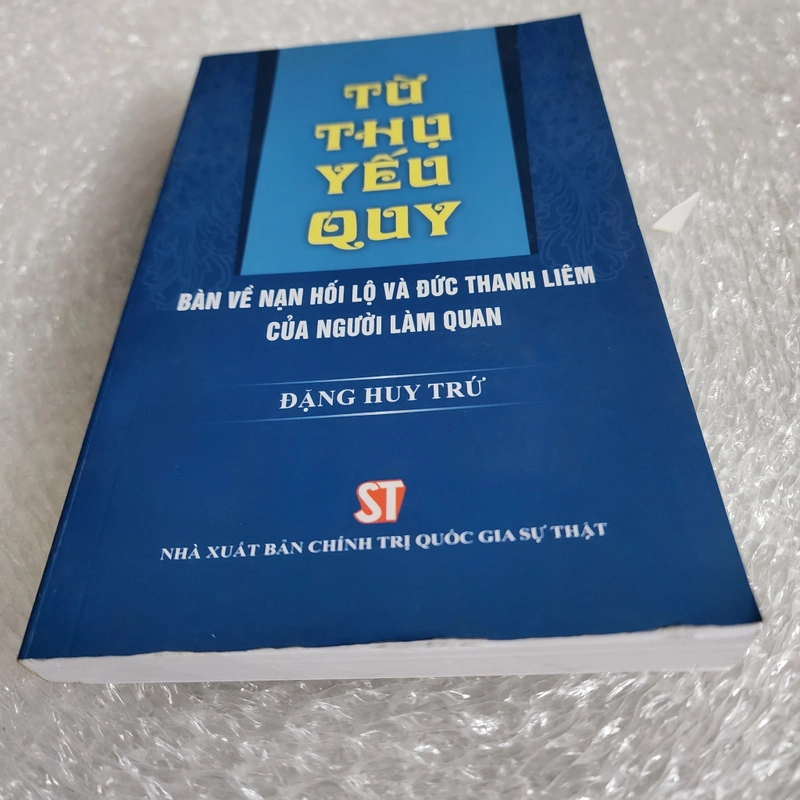 TỪ
THỤ
YẾU
QUY
BÀN VỀ NẠN HỐI LỘ VÀ ĐỨC THANH LIÊM
CỦA NGƯỜI LÀM QUAN
ĐẶNG HUY TRỨ
ST
NHÀ XUẤT BẢN CHÍNH TRỊ QUỐC GIA SỰ THẬT